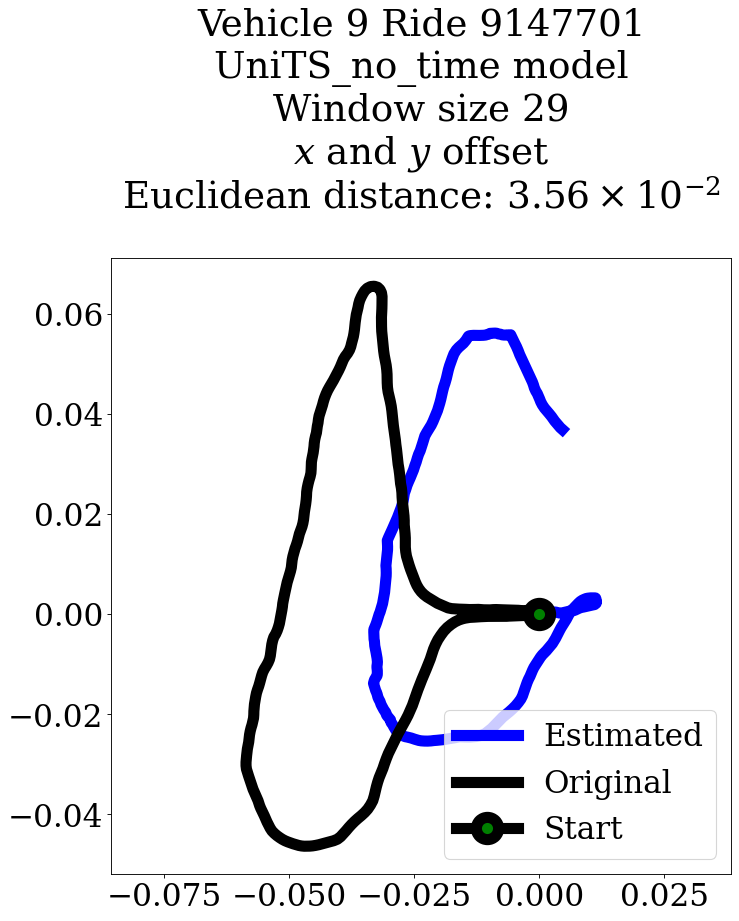 Vehicle 9 Ride 9147701
UniTS_no_time model
Window size 29
x and y offset
Euclidean distance: 3.56 × 10⁻²
0.06
0.04
0.02
0.00
−0.02
−0.04
Estimated
Original
Start
−0.075 −0.050 −0.025 0.000 0.025